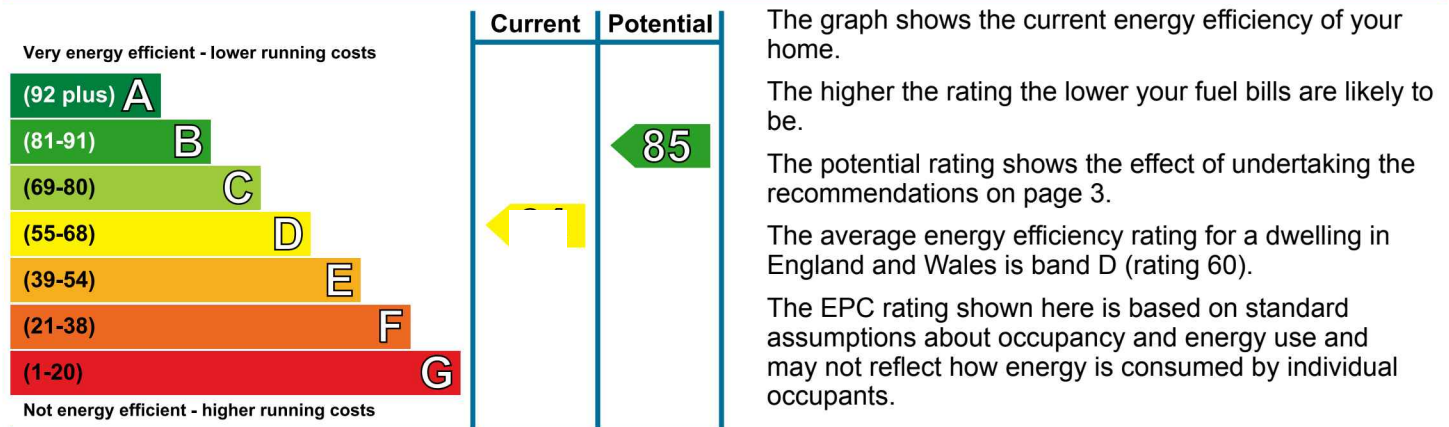 Current Potential
Very energy efficient - lower running costs
(92 plus) A
(81-91) B
85
(69-80) C
(55-68) D
(39-54) E
(21-38) F
(1-20) G
Not energy efficient - higher running costs
The graph shows the current energy efficiency of your
home.
The higher the rating the lower your fuel bills are likely to
be.
The potential rating shows the effect of undertaking the
recommendations on page 3.
The average energy efficiency rating for a dwelling in
England and Wales is band D (rating 60).
The EPC rating shown here is based on standard
assumptions about occupancy and energy use and
may not reflect how energy is consumed by individual
occupants.